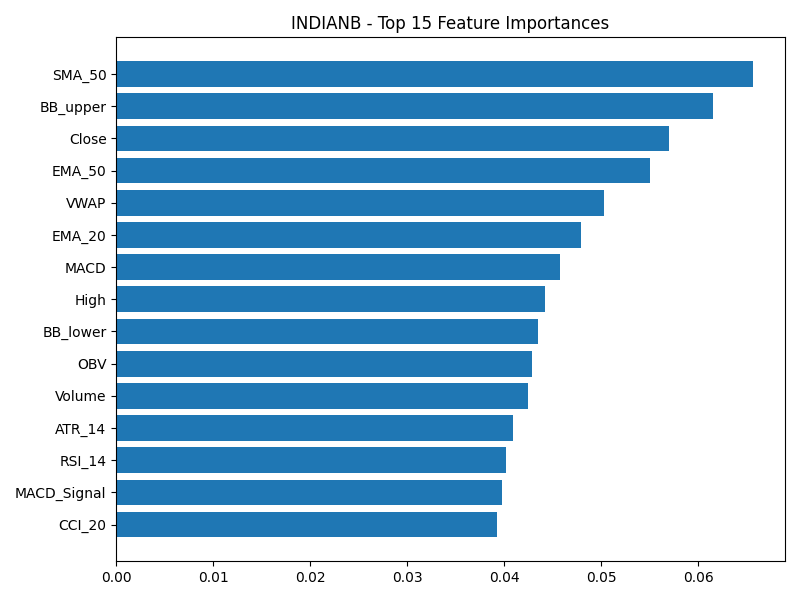 INDIANB - Top 15 Feature Importances
SMA_50
BB_upper
Close
EMA_50
VWAP
EMA_20
MACD
High
BB_lower
OBV
Volume
ATR_14
RSI_14
MACD_Signal
CCI_20
0.00 0.01 0.02 0.03 0.04 0.05 0.06